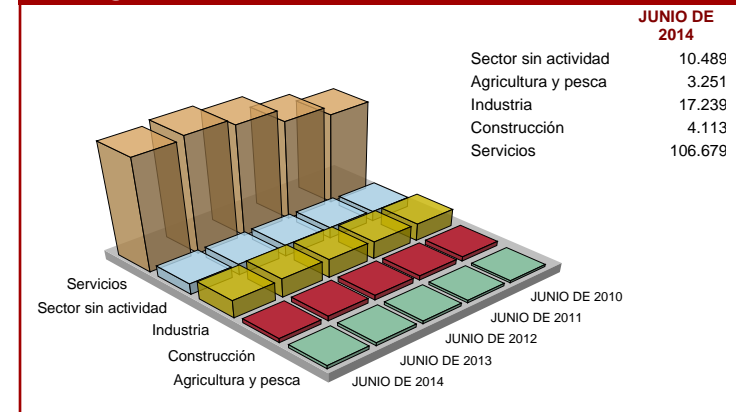 JUNIO DE
2014
Sector sin actividad 10.489
Agricultura y pesca 3.251
Industria 17.239
Construcción 4.113
Servicios 106.679
Servicios
Sector sin actividad
Industria
Construcción
Agricultura y pesca
JUNIO DE 2010
JUNIO DE 2011
JUNIO DE 2012
JUNIO DE 2013
JUNIO DE 2014